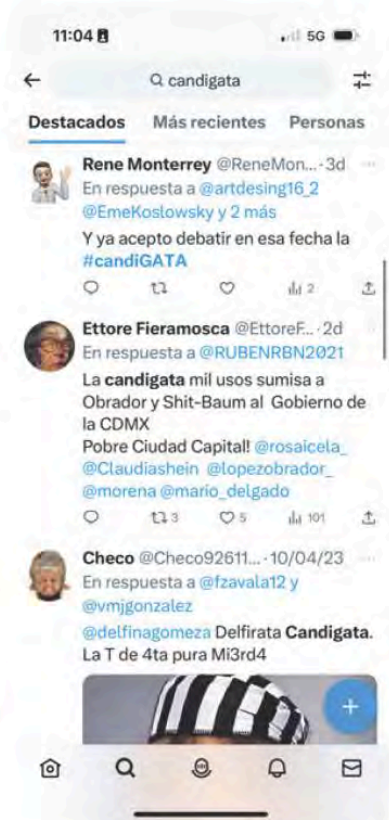 11:04
5G
candigata
Destacados Más recientes Personas
Rene Monterrey @ReneMon... · 3d
En respuesta a @artdesing16_2
@EmeKoslowsky y 2 más
Y ya acepto debatir en esa fecha la
#candiGATA
2
Ettore Fieramosca @EttoreF... · 2d
En respuesta a @RUBENRBN2021
La candigata mil usos sumisa a
Obrador y Shit-Baum al Gobierno de
la CDMX
Pobre Ciudad Capital! @rosaicela_
@Claudiashein @lopezobrador_
@morena @mario_delgado
3 5 101
Checo @Checo92611... · 10/04/23
En respuesta a @fzavala12 y
@vmjgonzalez
@delfinagomeza Delfirata Candigata.
La T de 4ta pura Mi3rd4